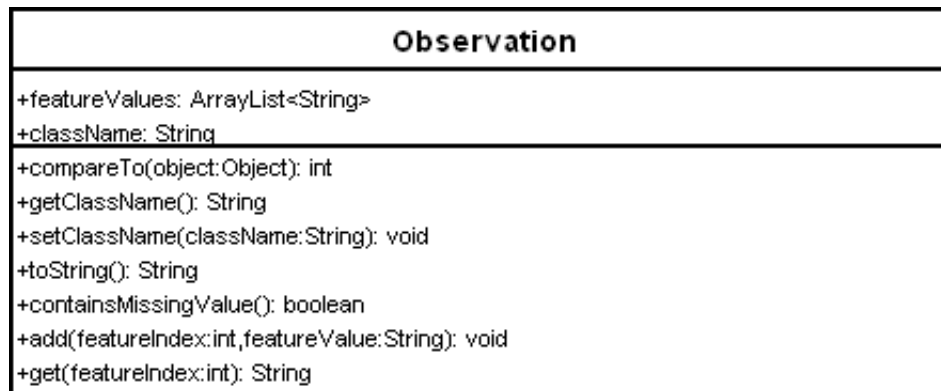 Observation
+featureValues: ArrayList<String>
+className: String
+compareTo(object:Object): int
+getClassName(): String
+setClassName(className:String): void
+toString(): String
+containsMissingValue(): boolean
+add(featureIndex:int,featureValue:String): void
+get(featureIndex:int): String